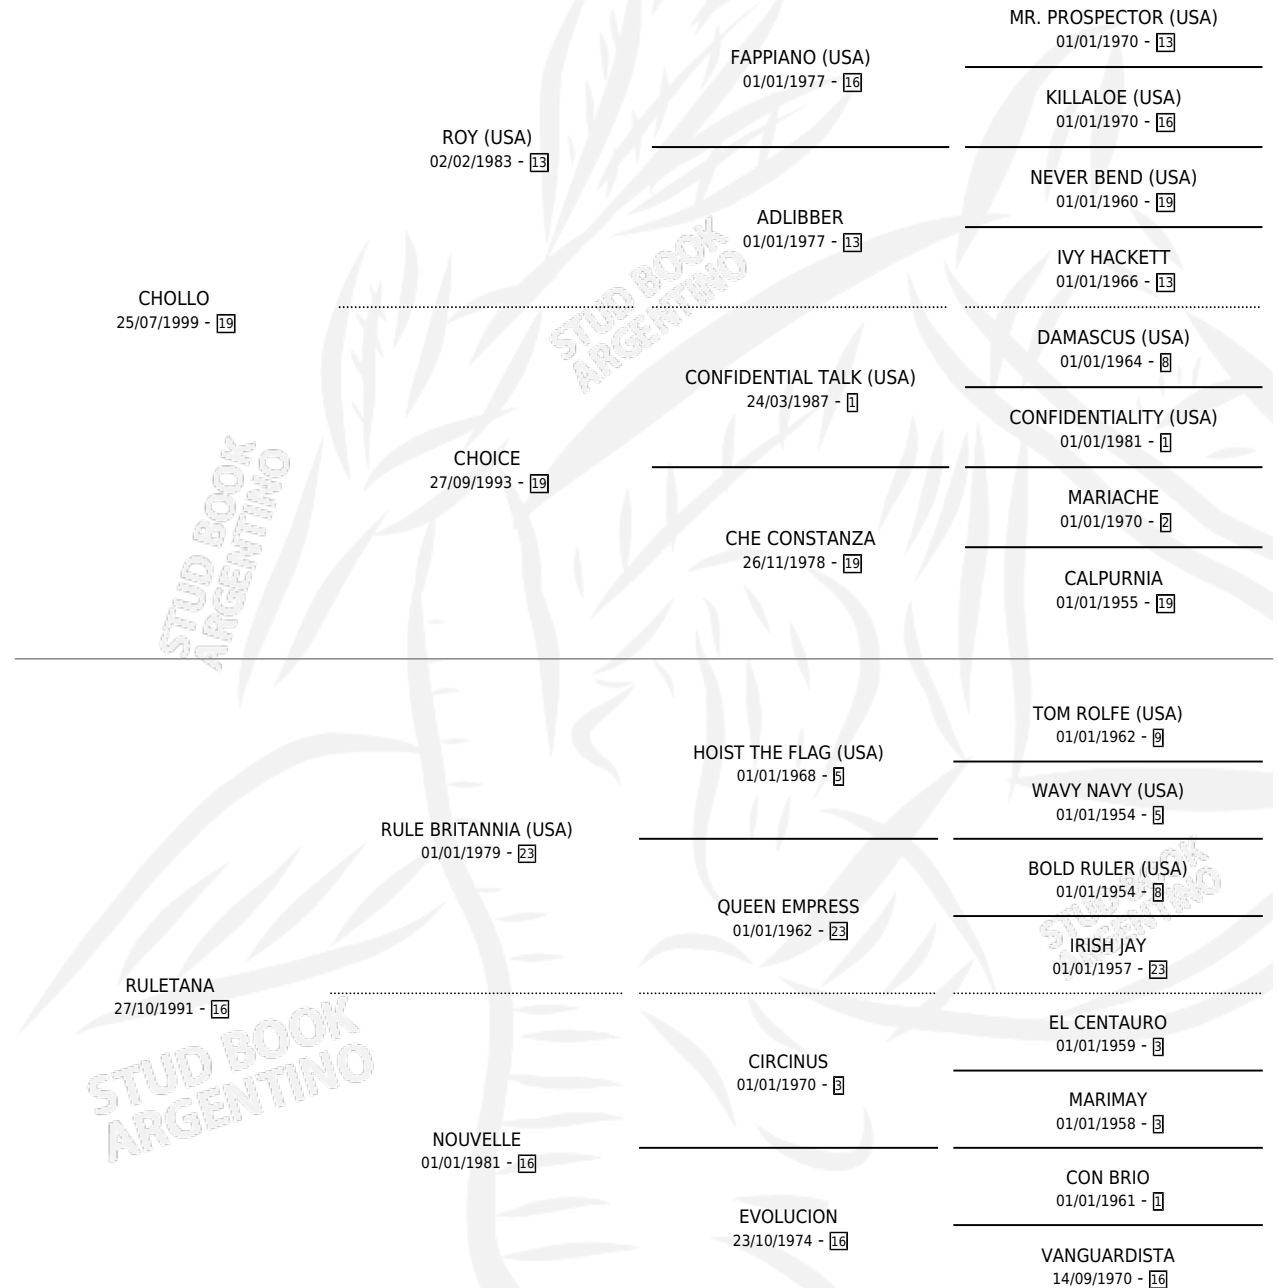 MR. PROSPECTOR (USA)
01/01/1970 - 13
FAPPIANO (USA)
01/01/1977 - 16
KILLALOE (USA)
01/01/1970 - 16
ROY (USA)
02/02/1983 - 13
NEVER BEND (USA)
01/01/1960 - 19
ADLIBBER
01/01/1977 - 13
IVY HACKETT
01/01/1966 - 13
CHOLLO
25/07/1999 - 19
STUD BOOK
ARGENTINO
DAMASCUS (USA)
01/01/1964 - 8
CONFIDENTIAL TALK (USA)
24/03/1987 - 1
CONFIDENTIALITY (USA)
01/01/1981 - 1
CHOICE
27/09/1993 - 19
MARIACHE
01/01/1970 - 2
CHE CONSTANZA
26/11/1978 - 19
CALPURNIA
01/01/1955 - 19
STUD BOOK
ARGENTINO
TOM ROLFE (USA)
01/01/1962 - 9
HOIST THE FLAG (USA)
01/01/1968 - 5
WAVY NAVY (USA)
01/01/1954 - 5
RULE BRITANNIA (USA)
01/01/1979 - 23
BOLD RULER (USA)
01/01/1954 - 8
STUD BOOK
ARGENTINO
QUEEN EMPRESS
01/01/1962 - 23
IRISH JAY
01/01/1957 - 23
RULETANA
27/10/1991 - 16
EL CENTAURO
01/01/1959 - 3
STUD BOOK
ARGENTINO
CIRCINUS
01/01/1970 - 3
MARIMAY
01/01/1958 - 3
NOUVELLE
01/01/1981 - 16
CON BRIO
01/01/1961 - 1
EVOLUCION
23/10/1974 - 16
VANGUARDISTA
14/09/1970 - 16